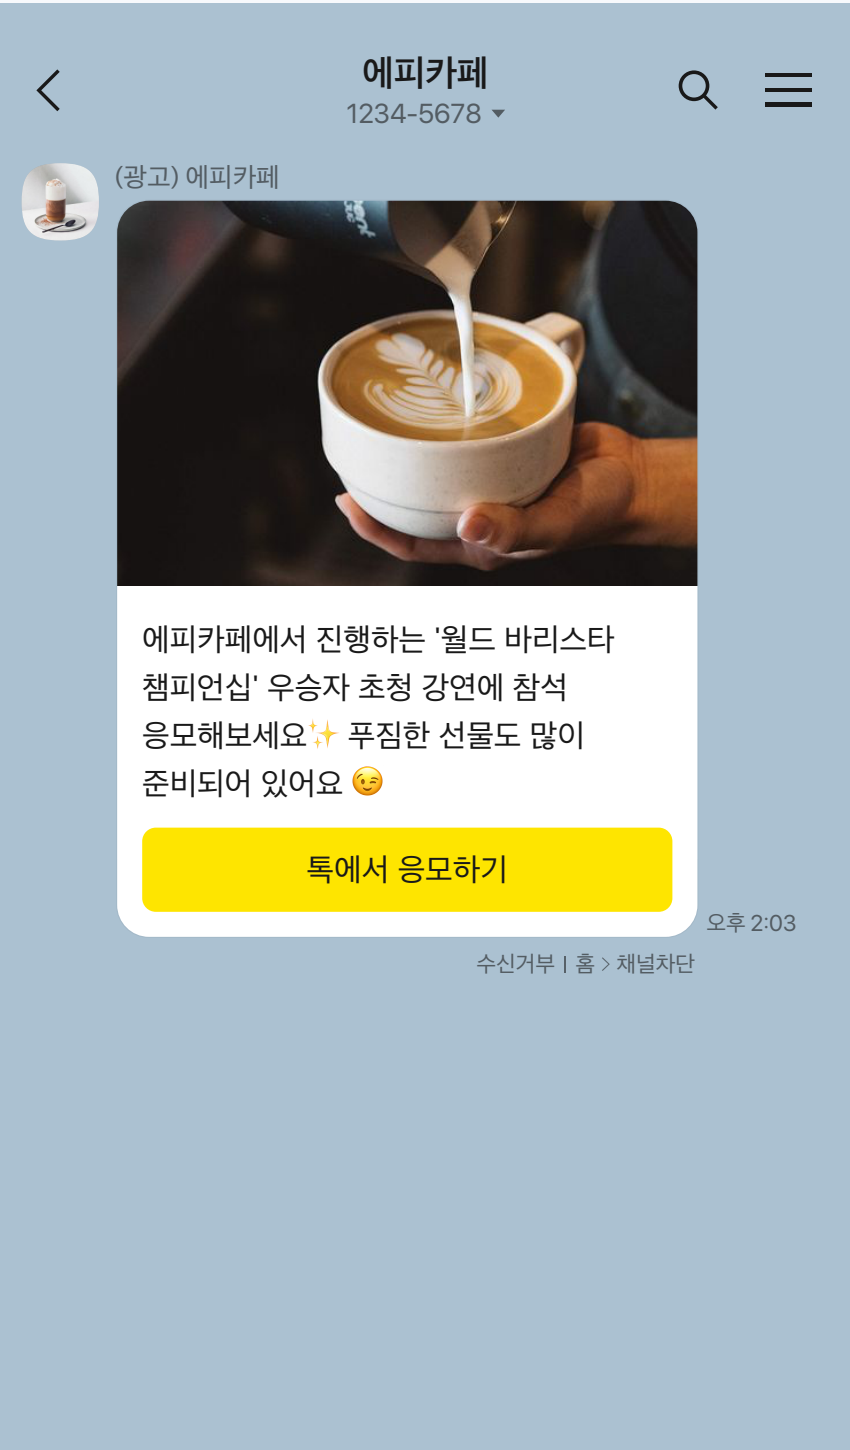 에피카페
1234-5678
(광고) 에피카페
에피카페에서 진행하는 '월드 바리스타
챔피언십' 우승자 초청 강연에 참석
응모해보세요✨ 푸짐한 선물도 많이
준비되어 있어요 😉
톡에서 응모하기
오후 2:03
수신거부 | 홈 > 채널차단